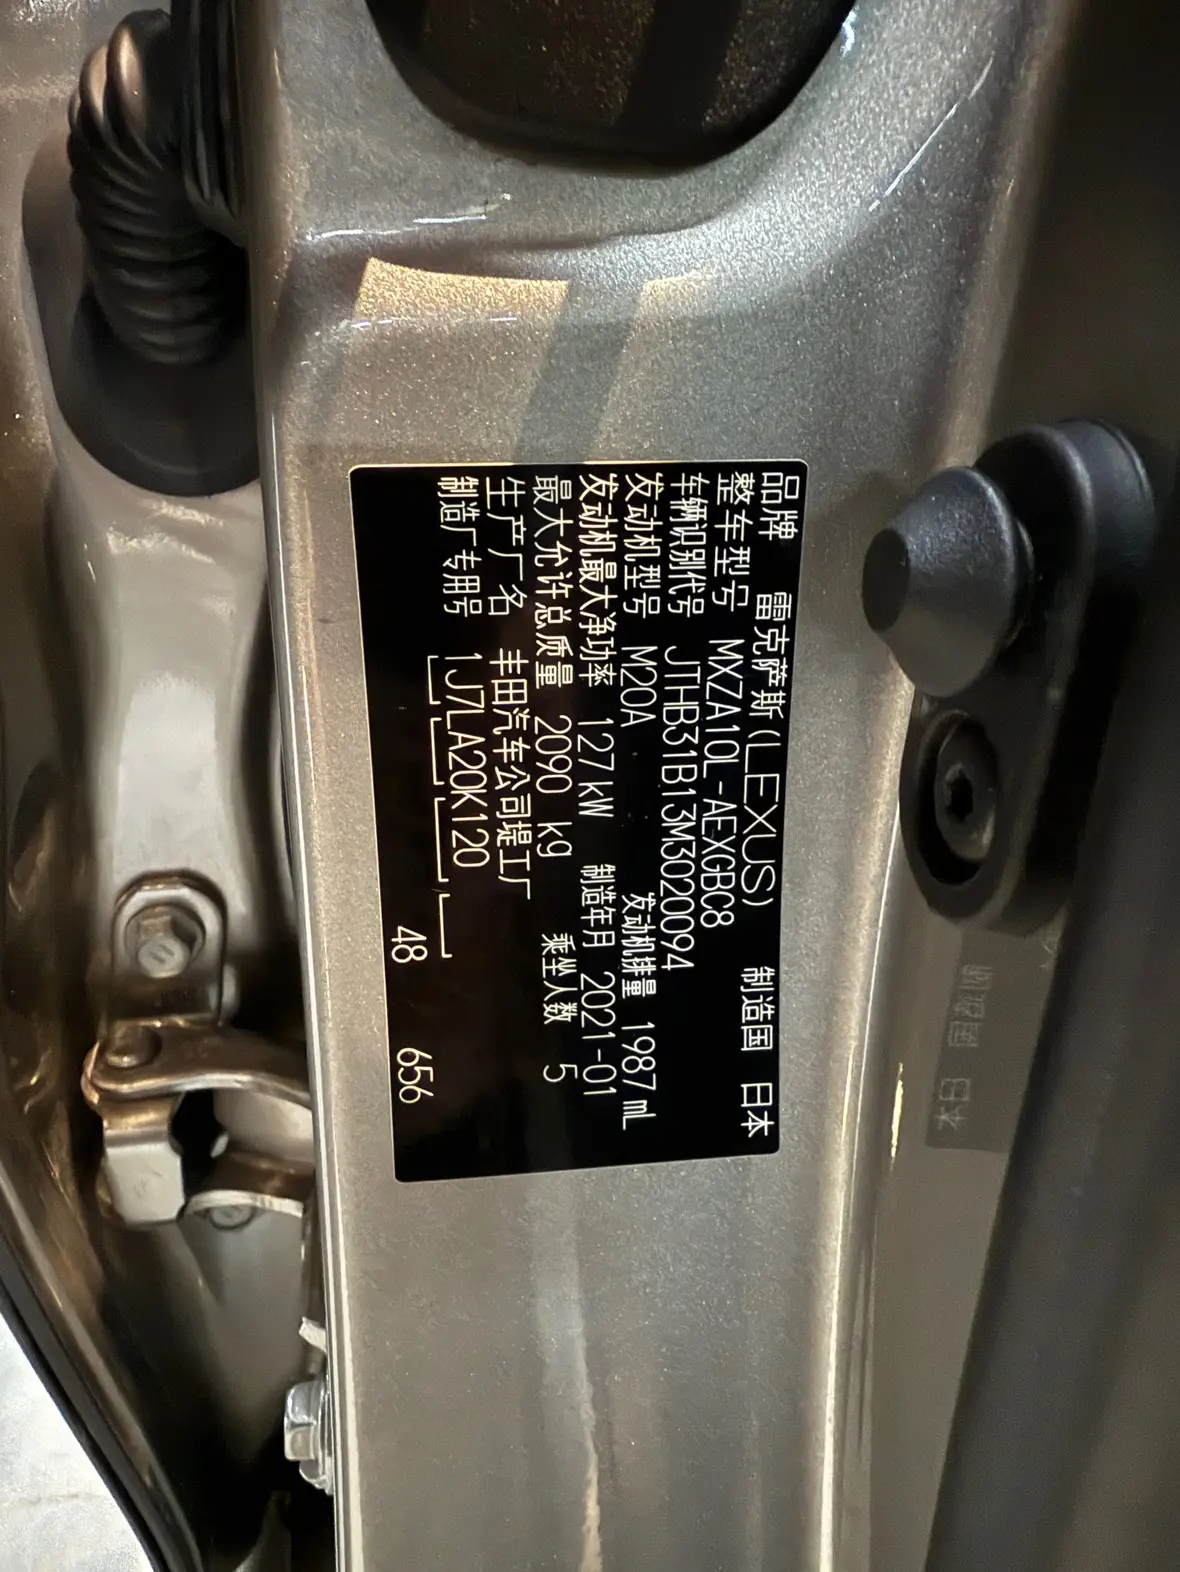 品牌 雷克萨斯(LEXUS) 制造国 日本
整车型号 MXZA10L-AEXGBC8
车辆识别代号 JTHB31B13M3020094
发动机型号 M20A 发动机排量 1987 mL
发动机最大净功率 127 kW 制造年月 2021-01
最大允许总质量 2090 kg 乘坐人数 5
生产厂名 丰田汽车公司堤工厂
制造厂专用号 1J7LA20K120
48 656